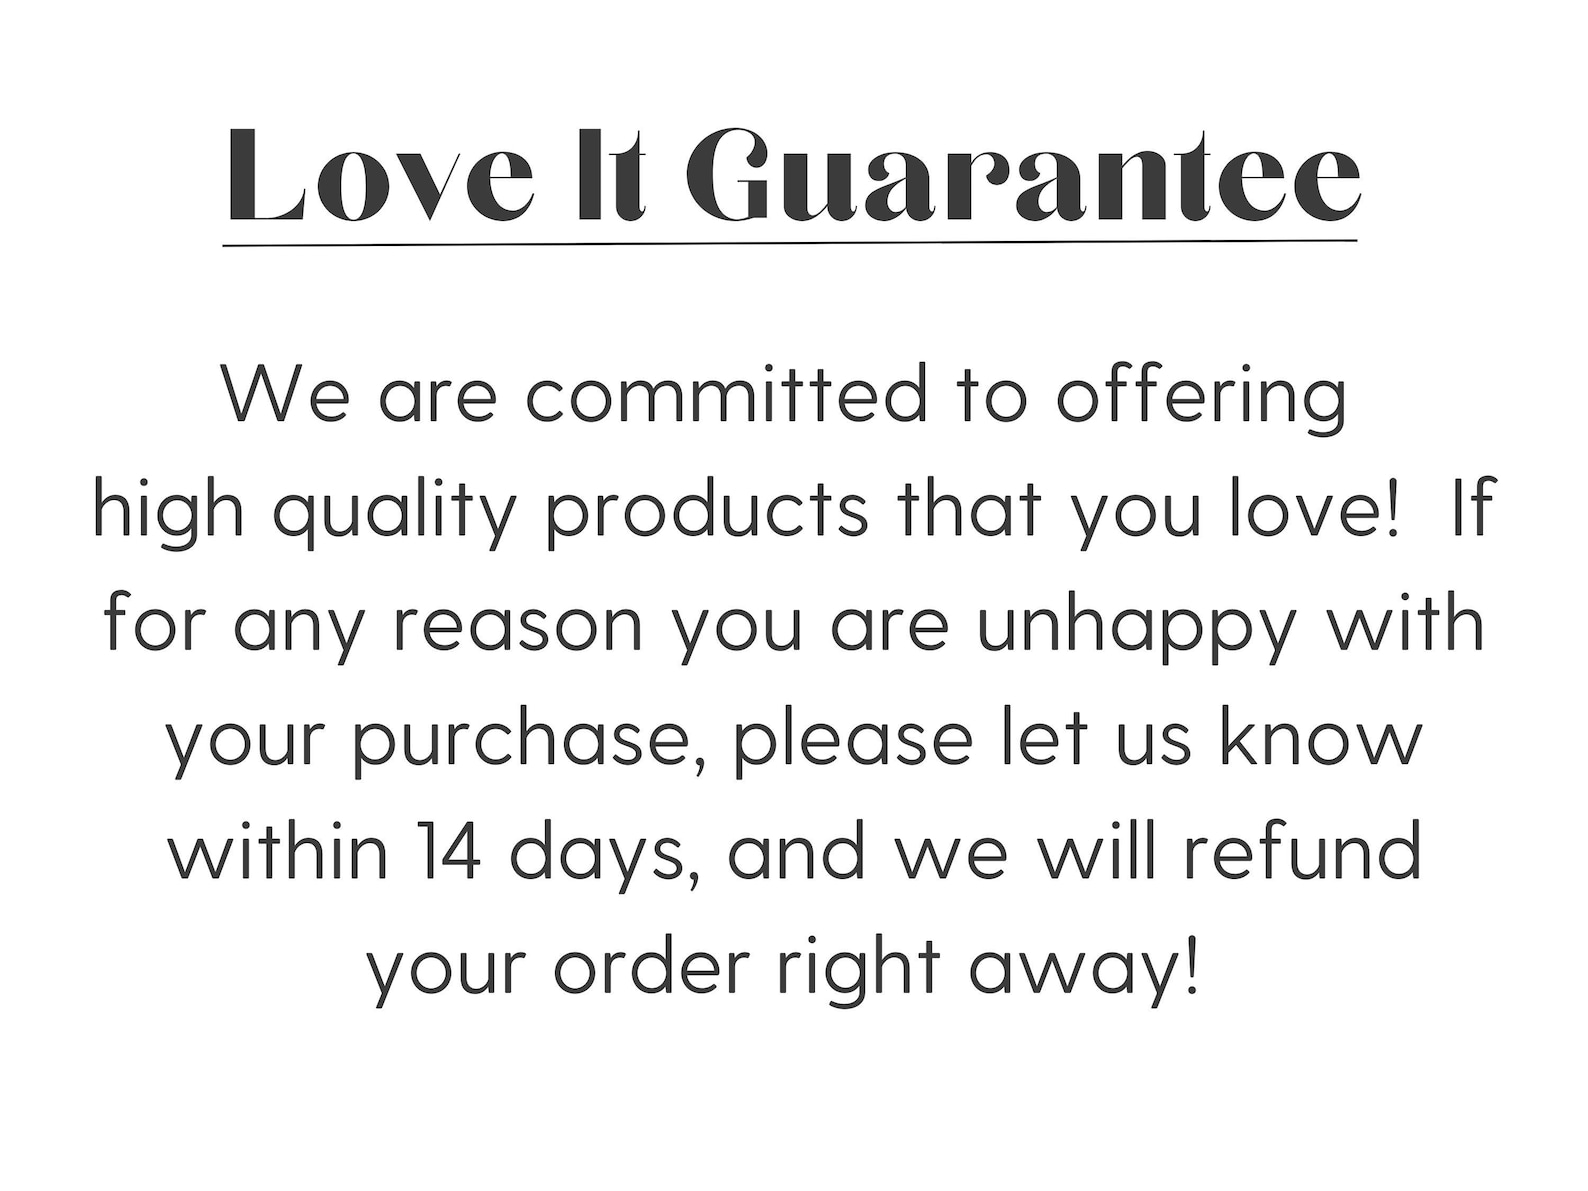 Love It Guarantee
We are committed to offering
high quality products that you love!  If
for any reason you are unhappy with
your purchase, please let us know
within 14 days, and we will refund
your order right away!